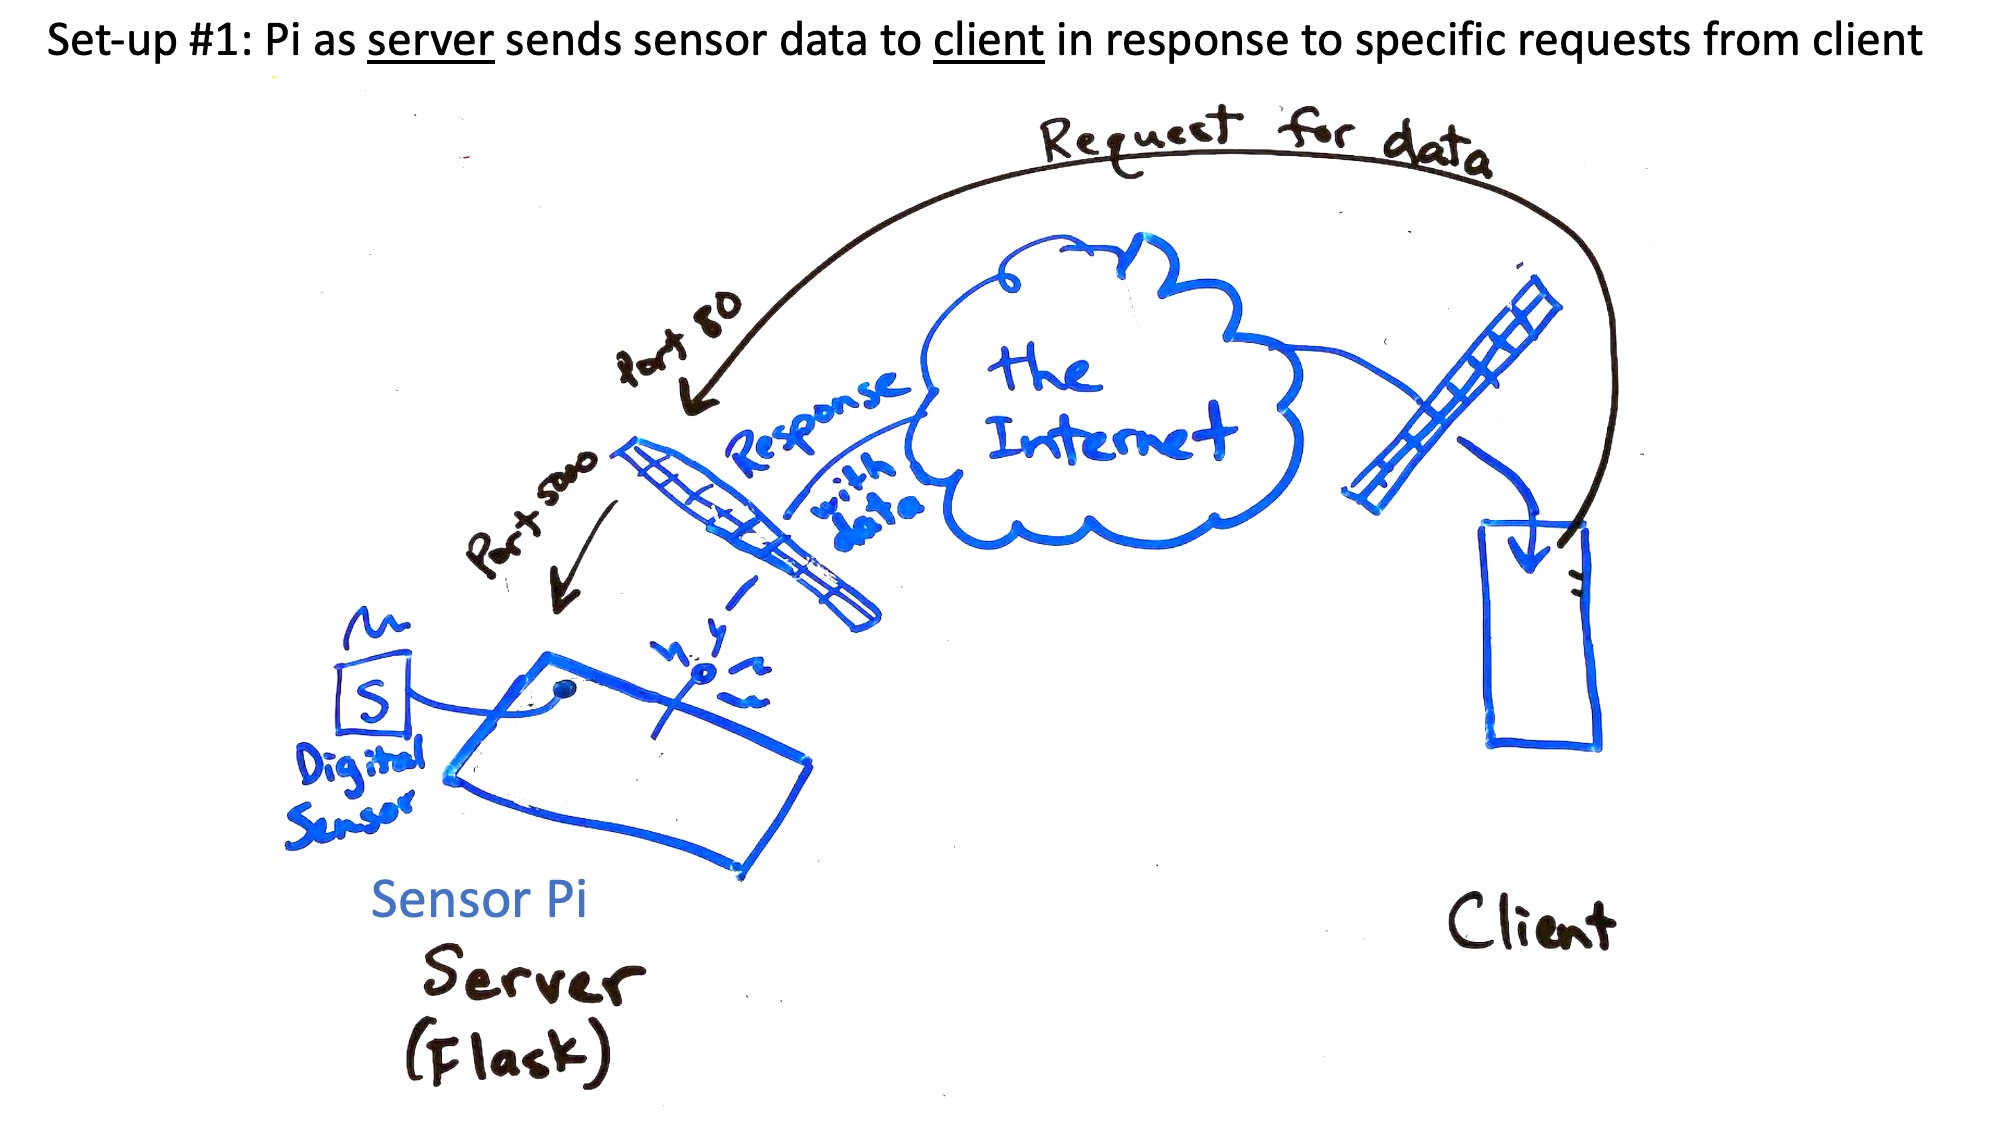 Set-up #1: Pi as server sends sensor data to client in response to specific requests from client
Request for data
Port 80
the
Internet
Response
with
data
Port 5000
S
Digital
Sensor
Sensor Pi
Server
(Flask)
Client